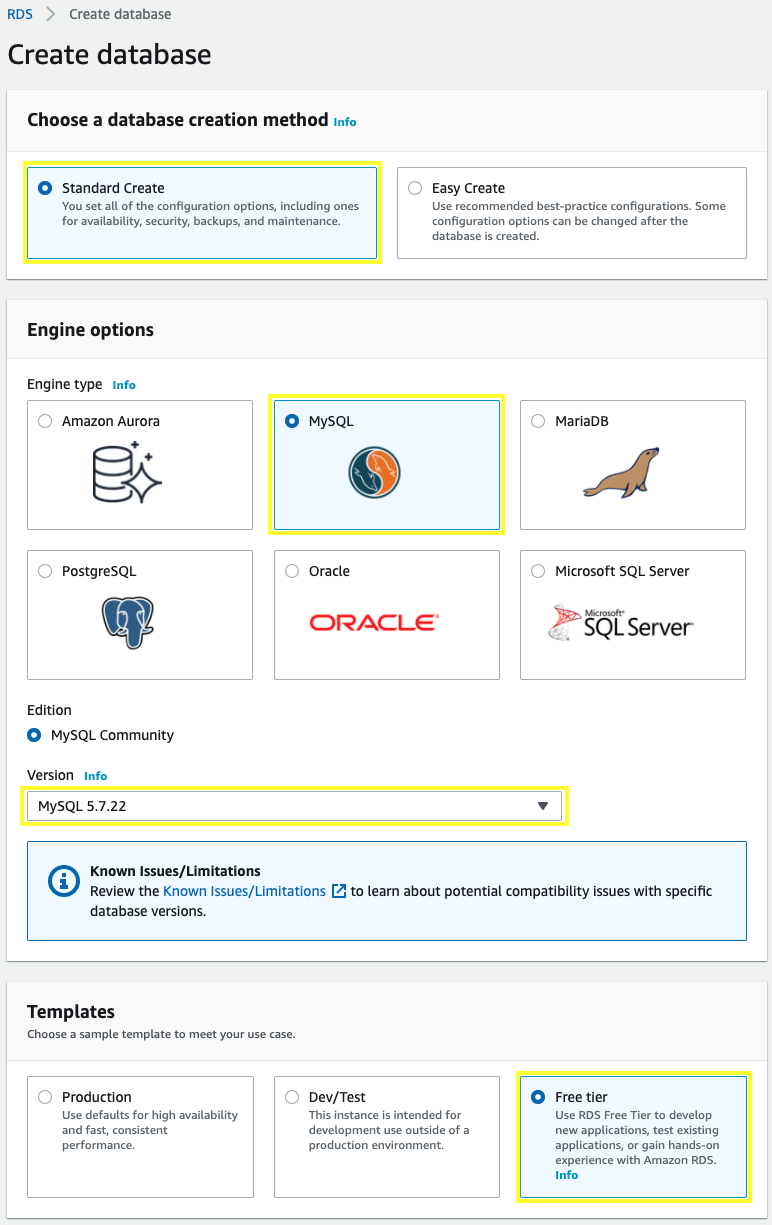 RDS > Create database
Create database
Choose a database creation method Info
Standard Create
You set all of the configuration options, including ones
for availability, security, backups, and maintenance.
Easy Create
Use recommended best-practice configurations. Some
configuration options can be changed after the
database is created.
Engine options
Engine type Info
Amazon Aurora
MySQL
MariaDB
PostgreSQL
Oracle
ORACLE®
Microsoft SQL Server
Microsoft®
SQL Server
Edition
MySQL Community
Version Info
MySQL 5.7.22
Known Issues/Limitations
Review the Known Issues/Limitations to learn about potential compatibility issues with specific
database versions.
Templates
Choose a sample template to meet your use case.
Production
Use defaults for high availability
and fast, consistent
performance.
Dev/Test
This instance is intended for
development use outside of a
production environment.
Free tier
Use RDS Free Tier to develop
new applications, test existing
applications, or gain hands-on
experience with Amazon RDS.
Info